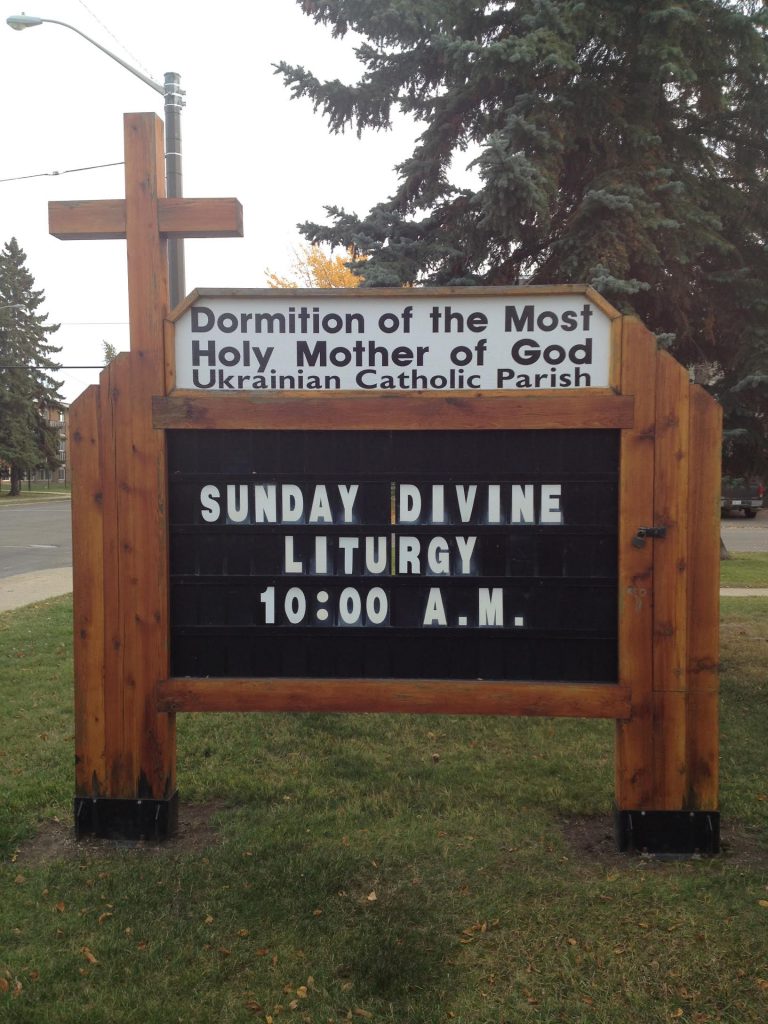 Dormition of the Most
Holy Mother of God
Ukrainian Catholic Parish
SUNDAY DIVINE
LITURGY
10:00 A.M.